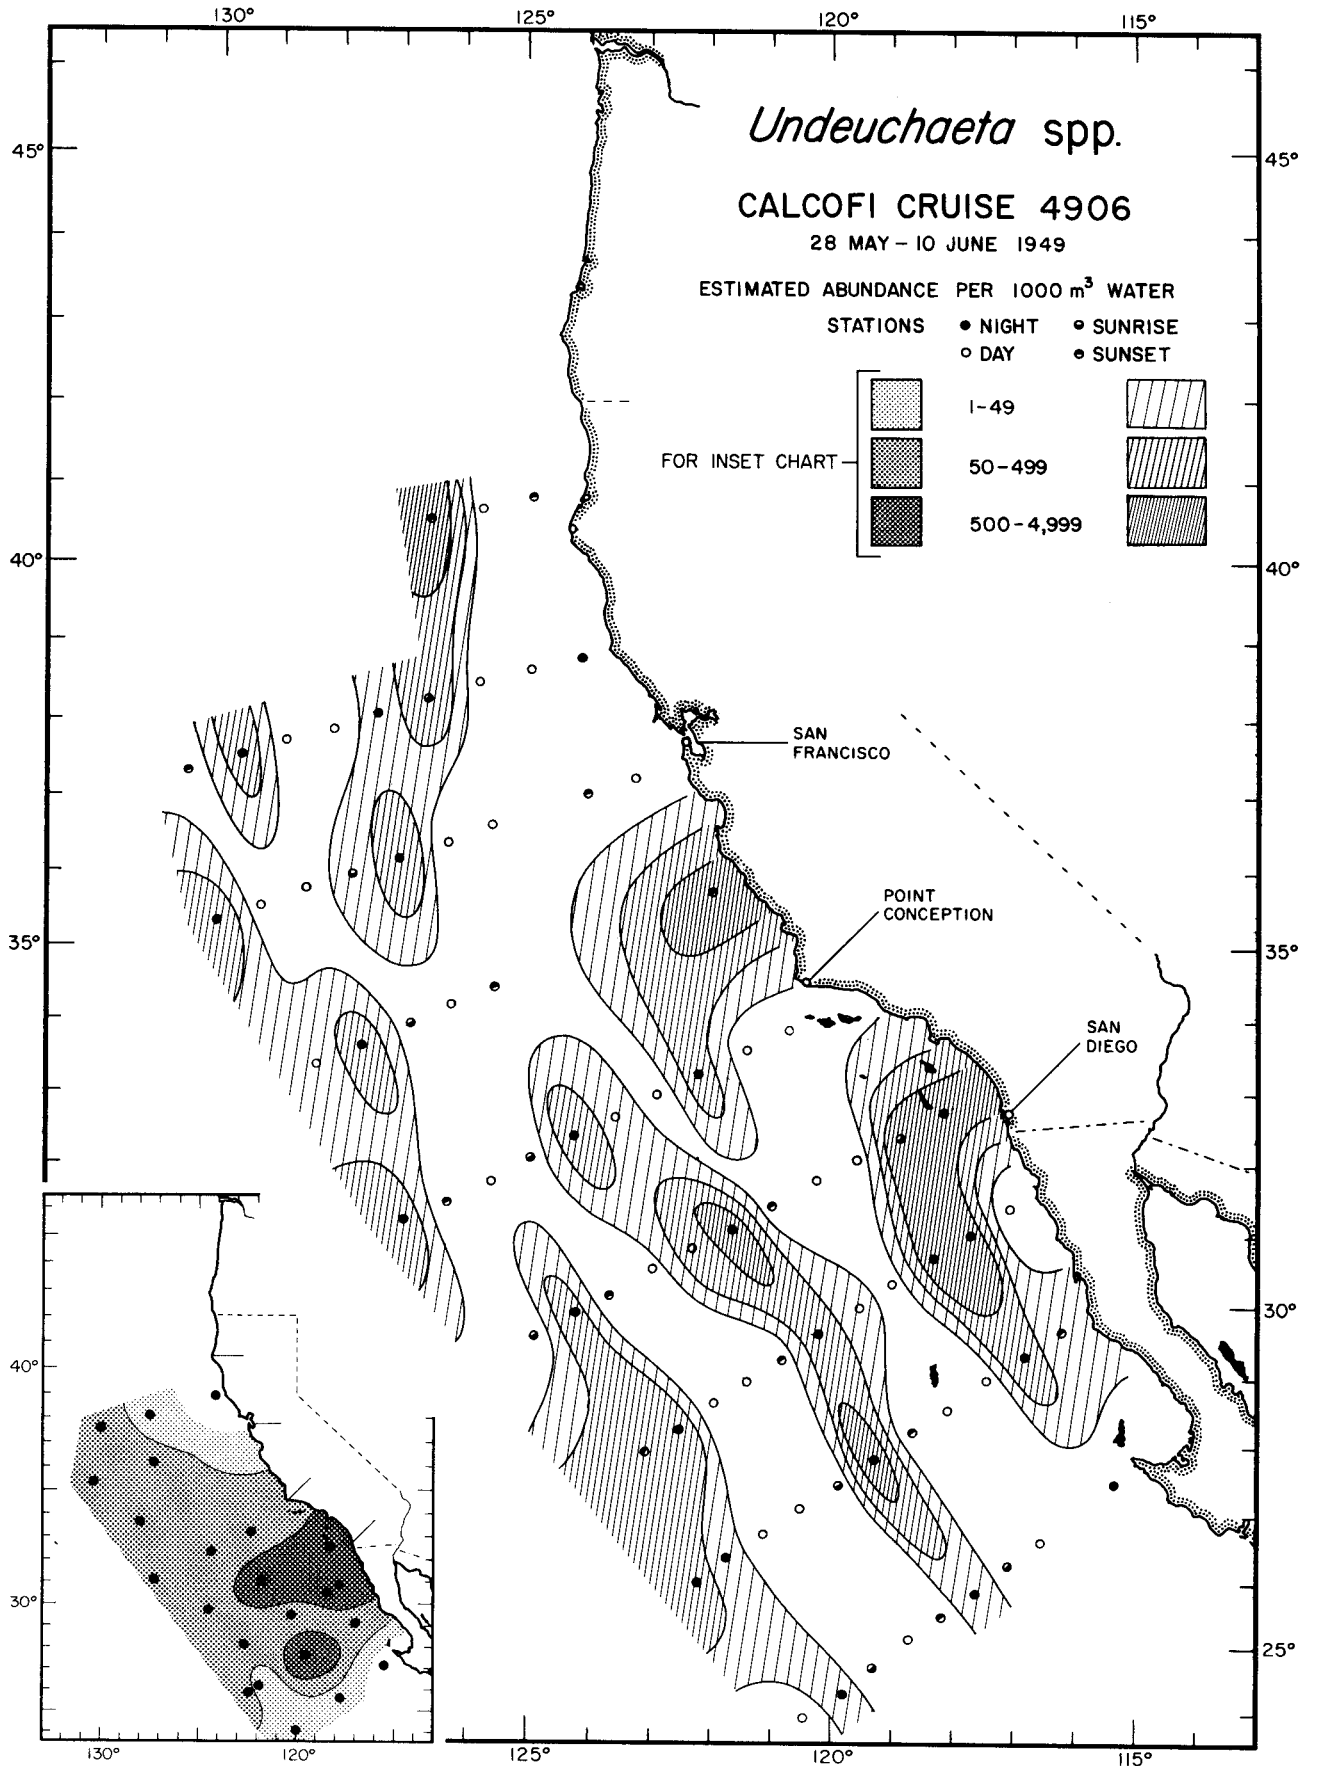 130° 125° 120° 115°
Undeuchaeta spp.
45° 45°
CALCOFI CRUISE 4906
28 MAY – 10 JUNE 1949
ESTIMATED ABUNDANCE PER 1000 m³ WATER
STATIONS NIGHT SUNRISE
DAY SUNSET
1–49
FOR INSET CHART 50–499
500–4,999
40° 40°
SAN
FRANCISCO
POINT
CONCEPTION
35° 35°
SAN
DIEGO
30°
40°
30°
25°
130° 120° 125° 120° 115°